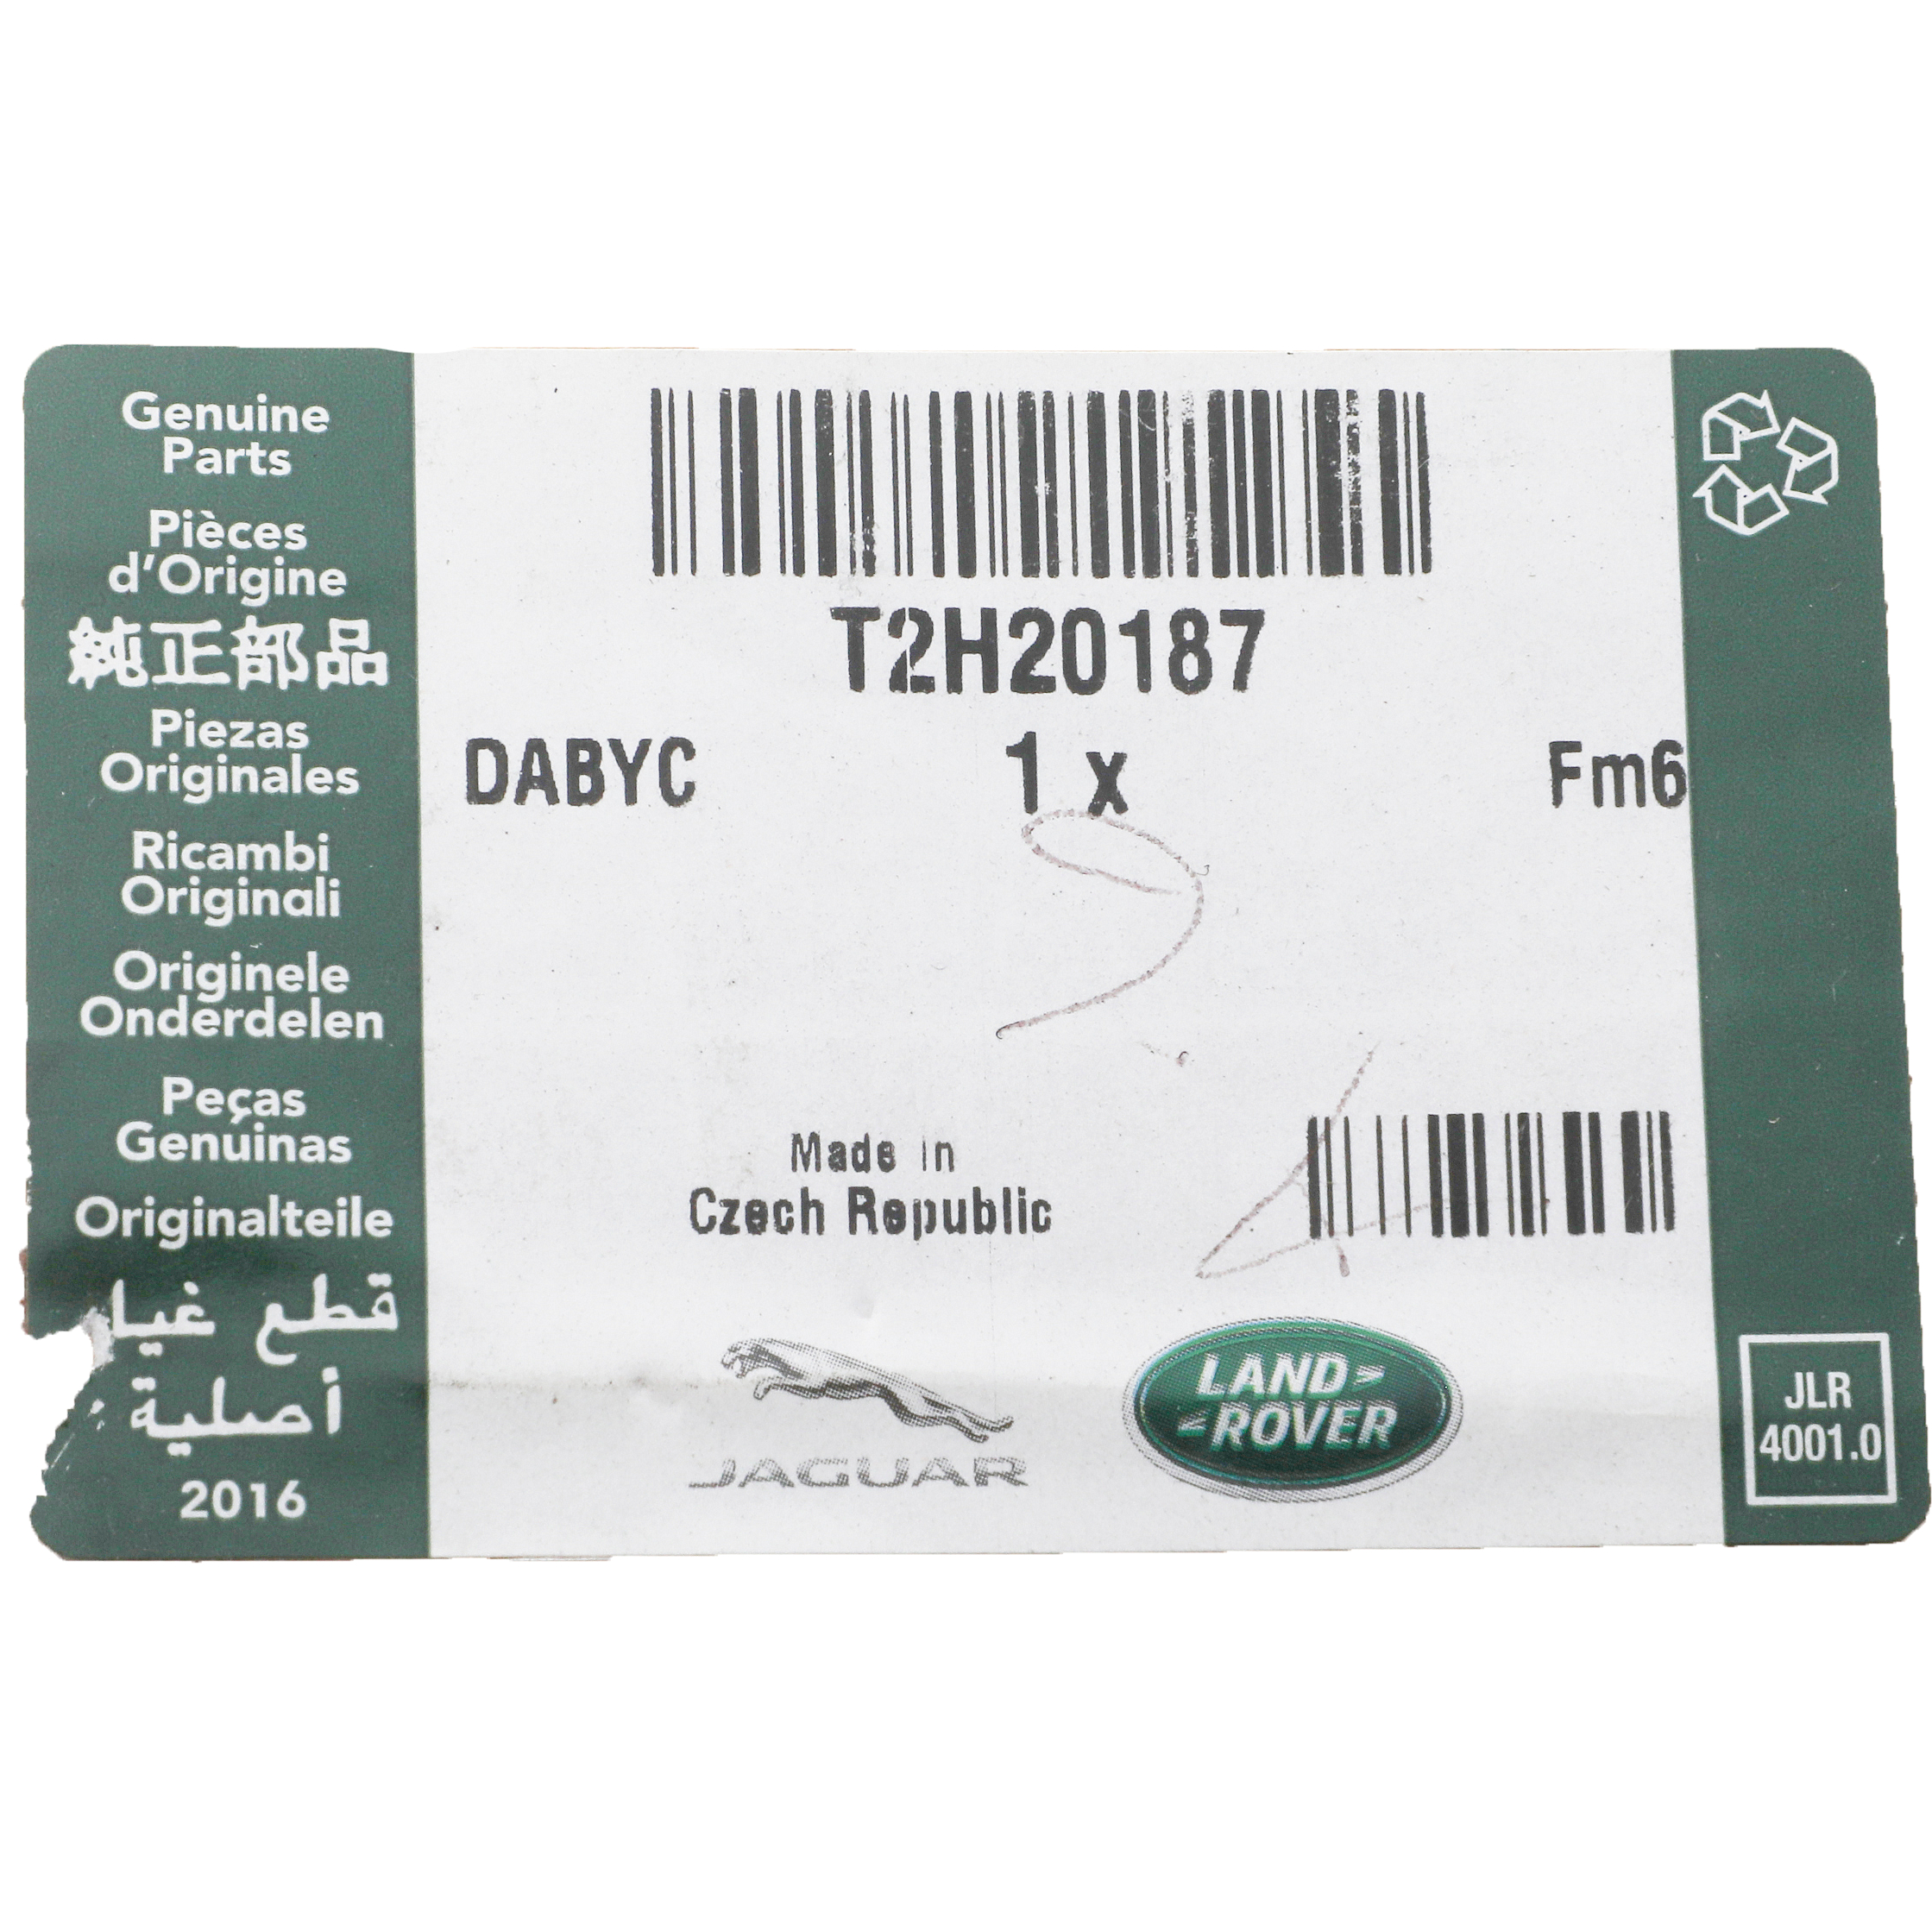 Genuine
Parts
Pièces
d'Origine
純正部品
Piezas
Originales
Ricambi
Originali
Originele
Onderdelen
Peças
Genuinas
Originalteile
قطع غيار
أصلية
2016
T2H20187
DABYC 1 x Fm6
Made in
Czech Republic
JAGUAR
LAND
ROVER
JLR
4001.0